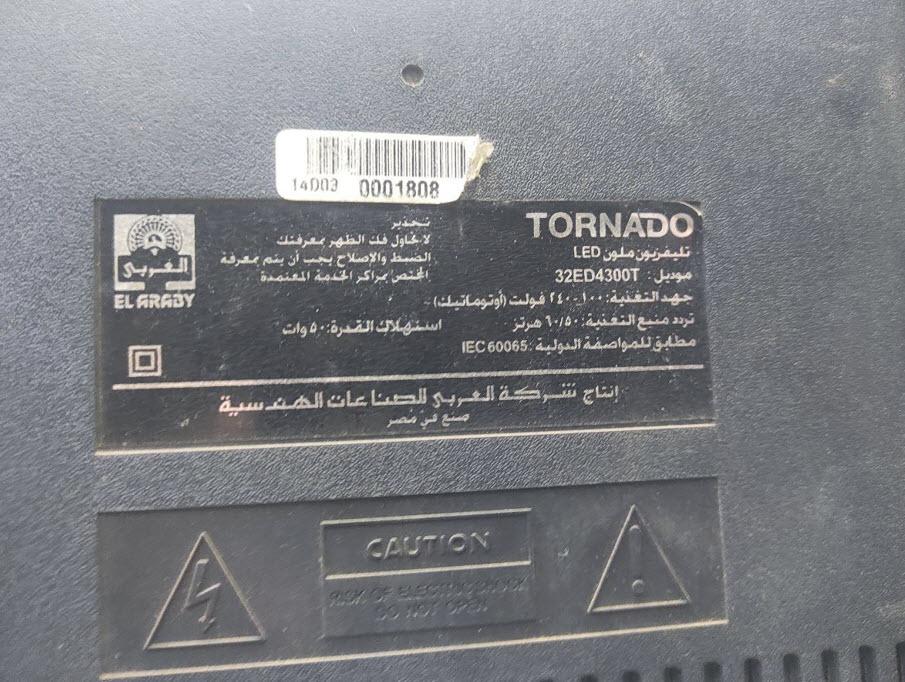 14D03 0001808
TORNADO
تليفزيون ملون LED
موديل: 32ED4300T
جهد التغذية: ١٠٠-٢٤٠ فولت (أوتوماتيك)
تردد منبع التغذية: ٦٠/٥٠ هرتز
استهلاك القدرة: ٥٠ وات
مطابق للمواصفة الدولية: IEC 60065
تحذير
لا تحاول فك الظهر بمعرفتك
الضبط والإصلاح يجب أن يتم بمعرفة
المختص بمراكز الخدمة المعتمدة
العربى
EL ARABY
إنتاج شركة العربى للصناعات الهندسية
صنع في مصر
CAUTION
RISK OF ELECTRIC SHOCK
DO NOT OPEN